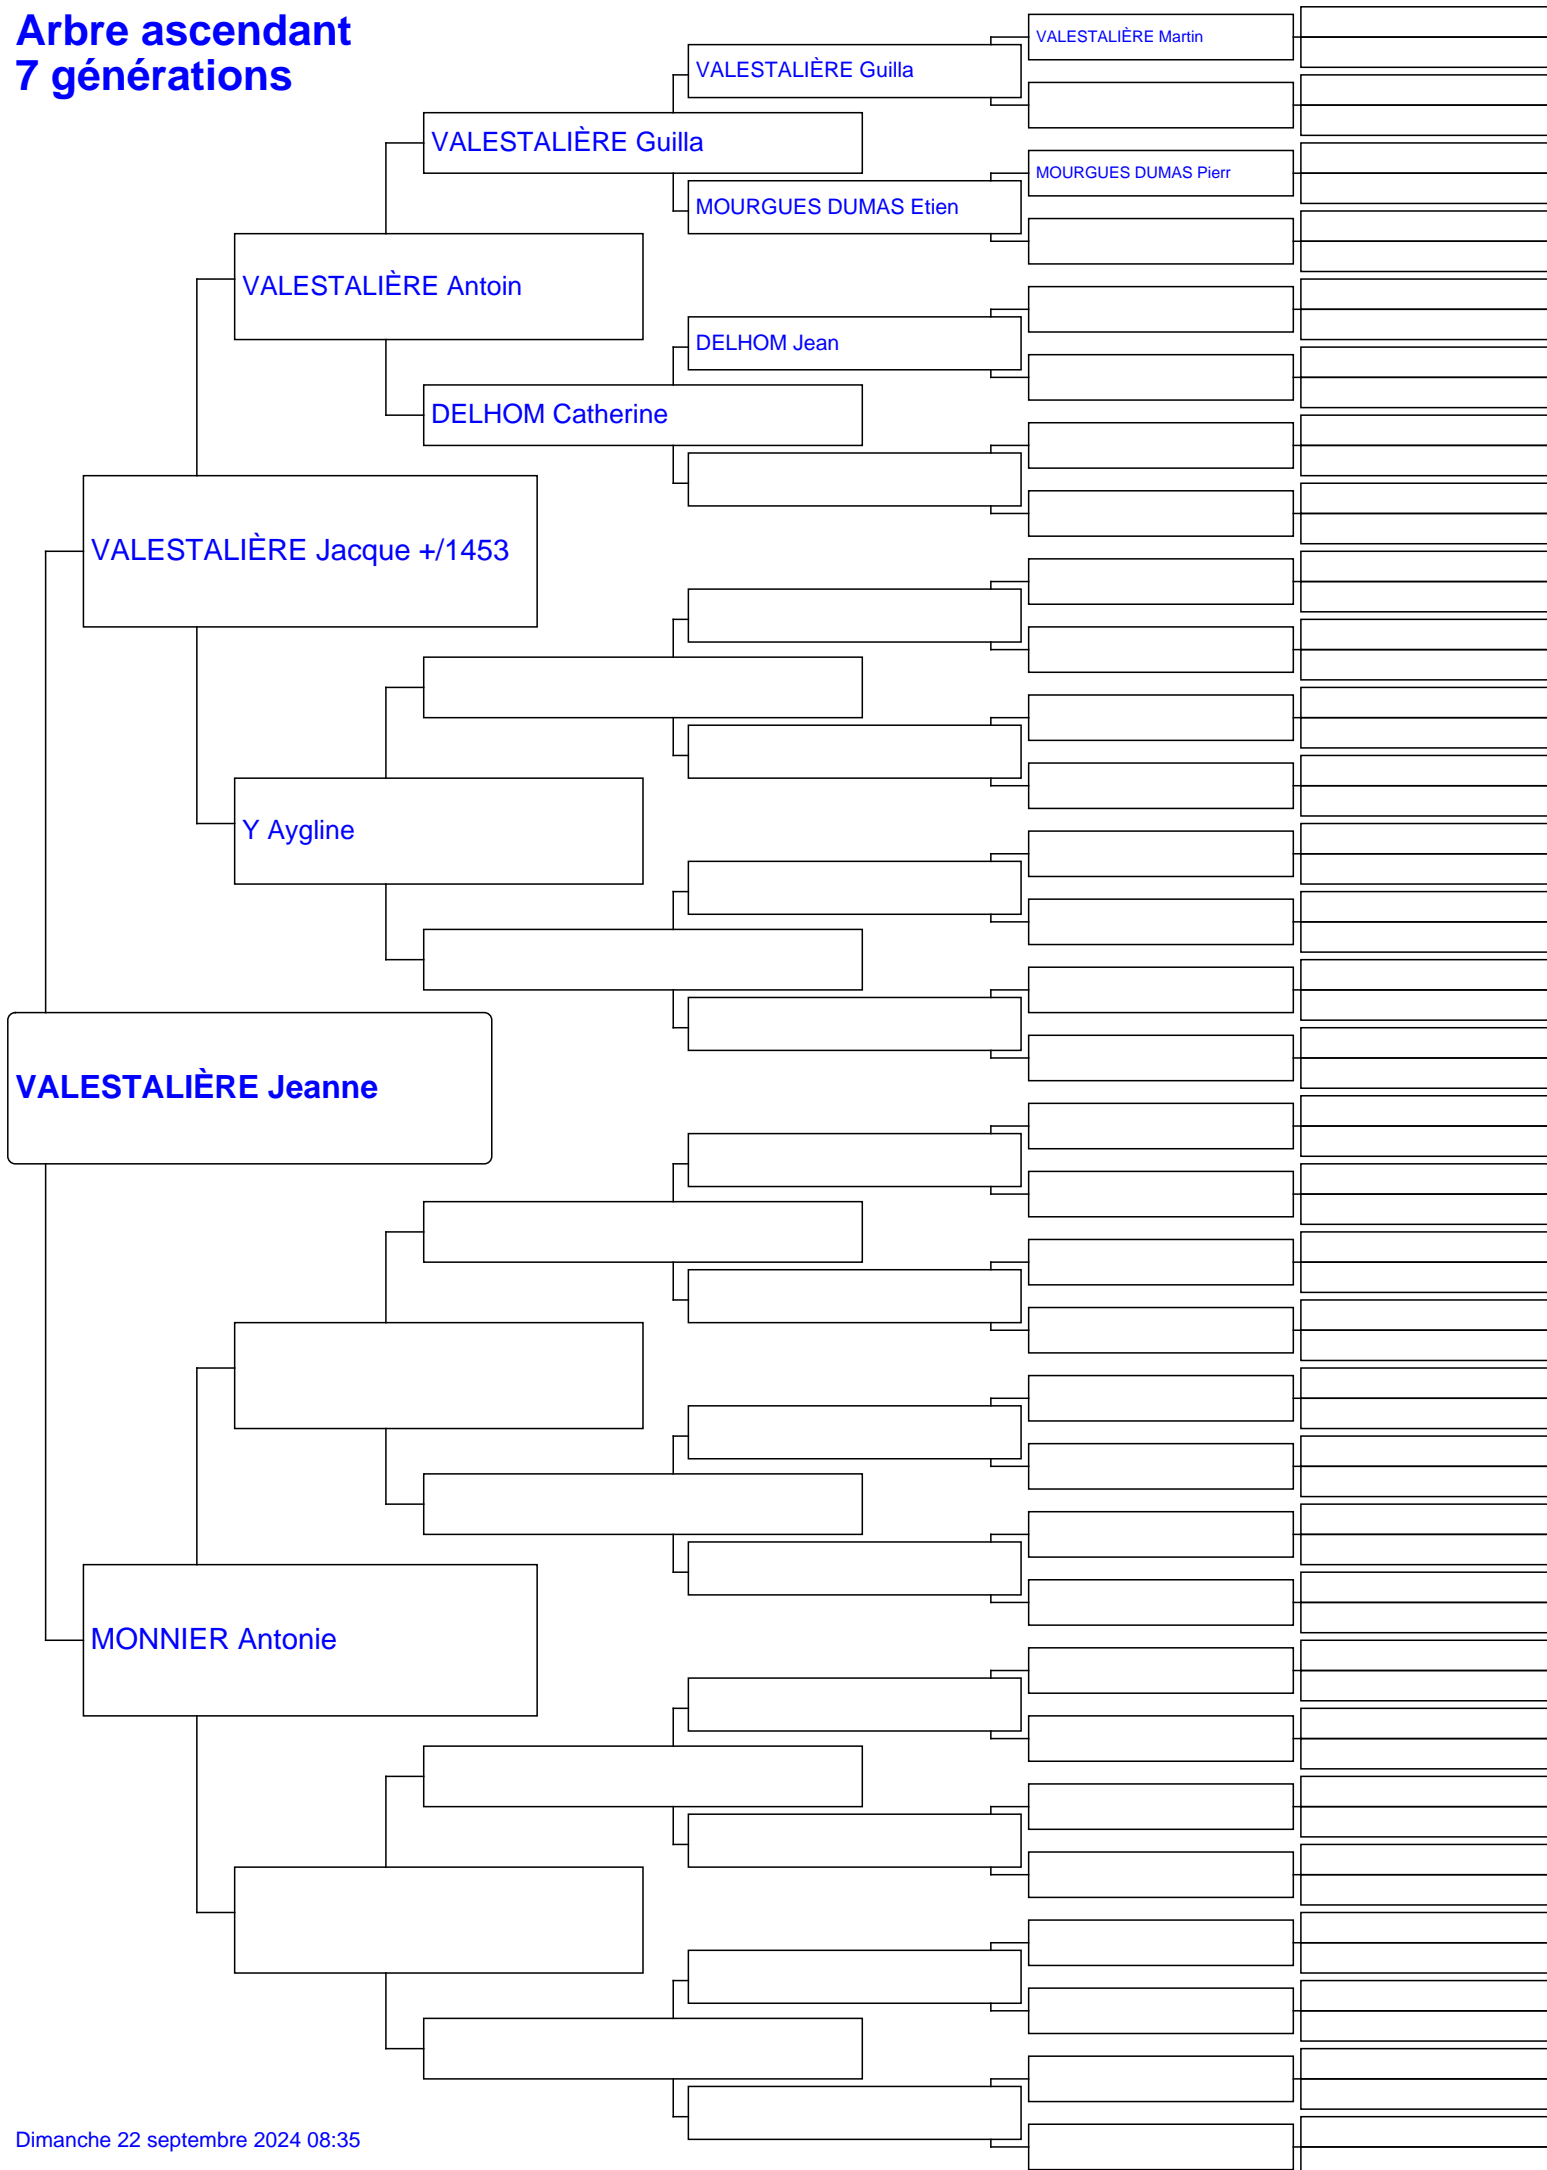 Arbre ascendant
7 générations
VALESTALIÈRE Martin
VALESTALIÈRE Guilla
VALESTALIÈRE Guilla
MOURGUES DUMAS Pierr
MOURGUES DUMAS Etien
VALESTALIÈRE Antoin
DELHOM Jean
DELHOM Catherine
VALESTALIÈRE Jacque +/1453
Y Aygline
VALESTALIÈRE Jeanne
MONNIER Antonie
Dimanche 22 septembre 2024 08:35